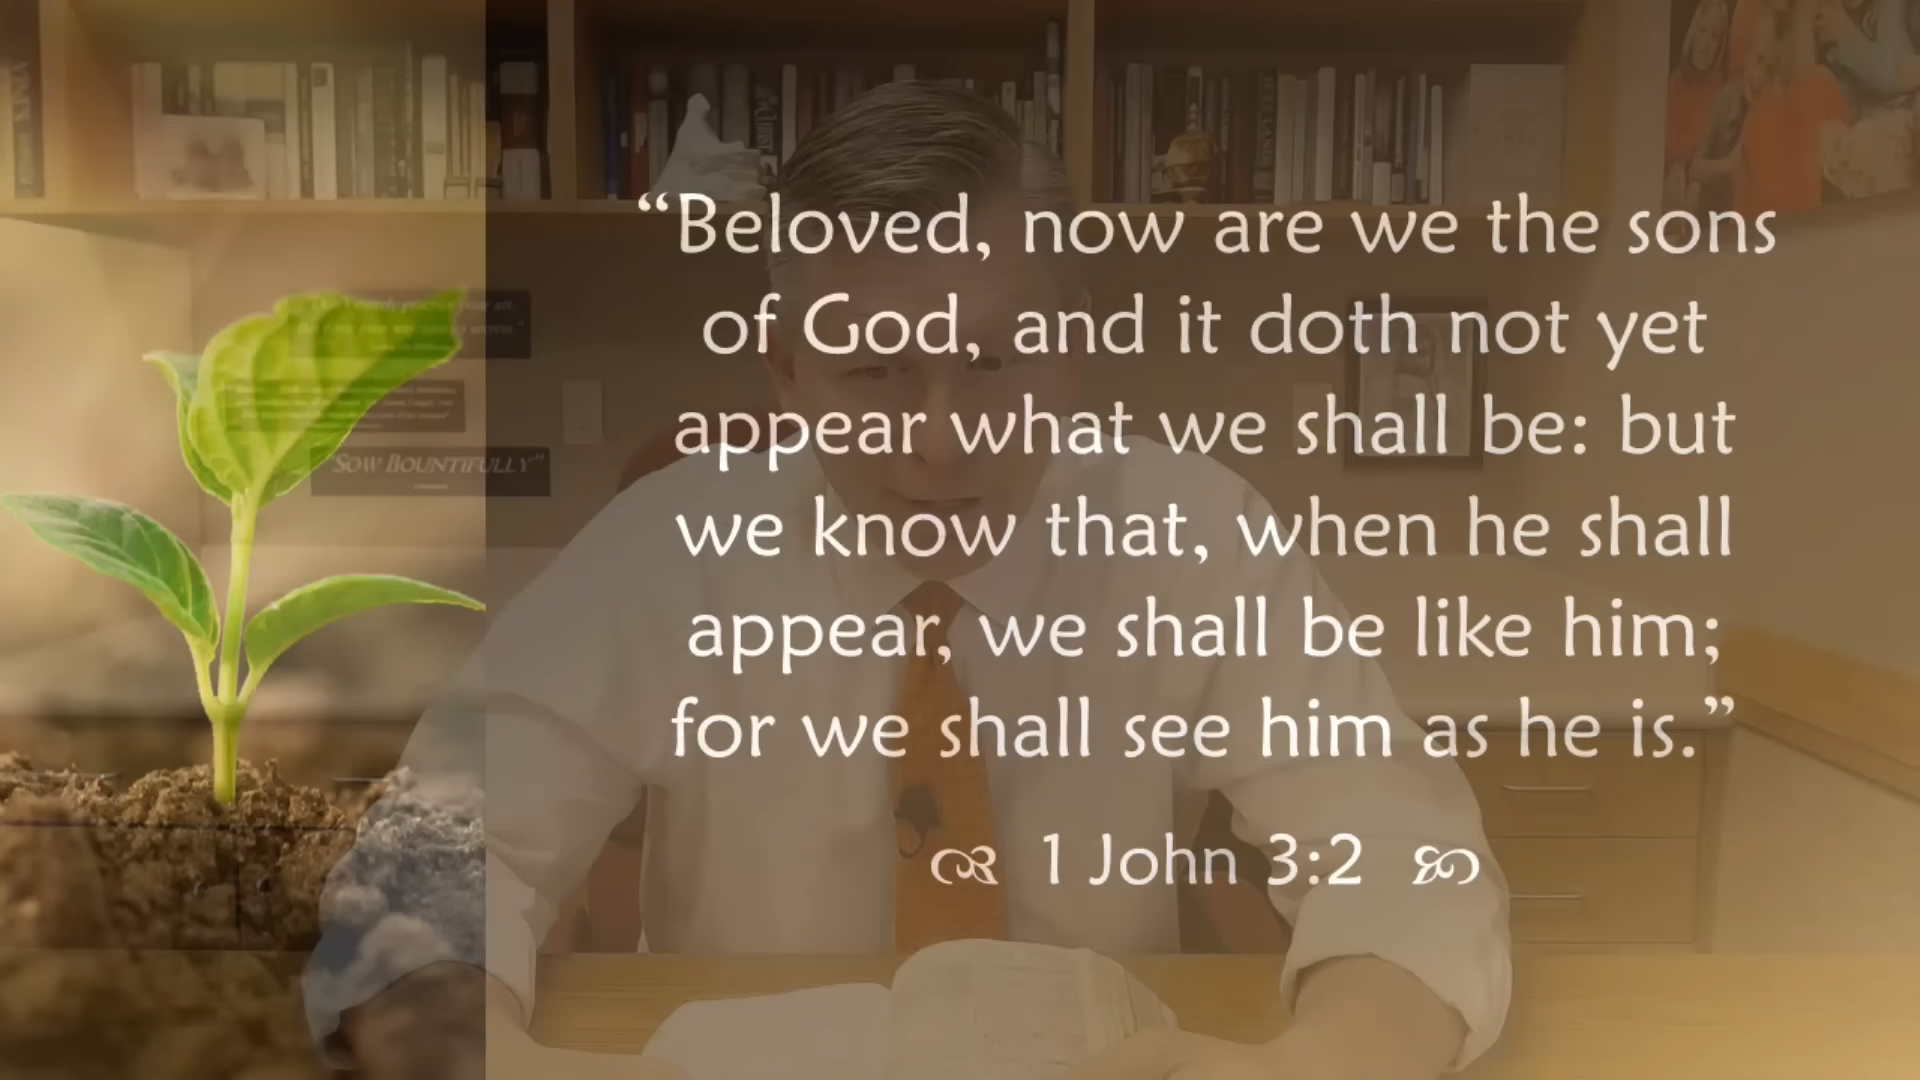 “Beloved, now are we the sons
of God, and it doth not yet
appear what we shall be: but
we know that, when he shall
appear, we shall be like him;
for we shall see him as he is.”
1 John 3:2
“SOW BOUNTIFULLY”